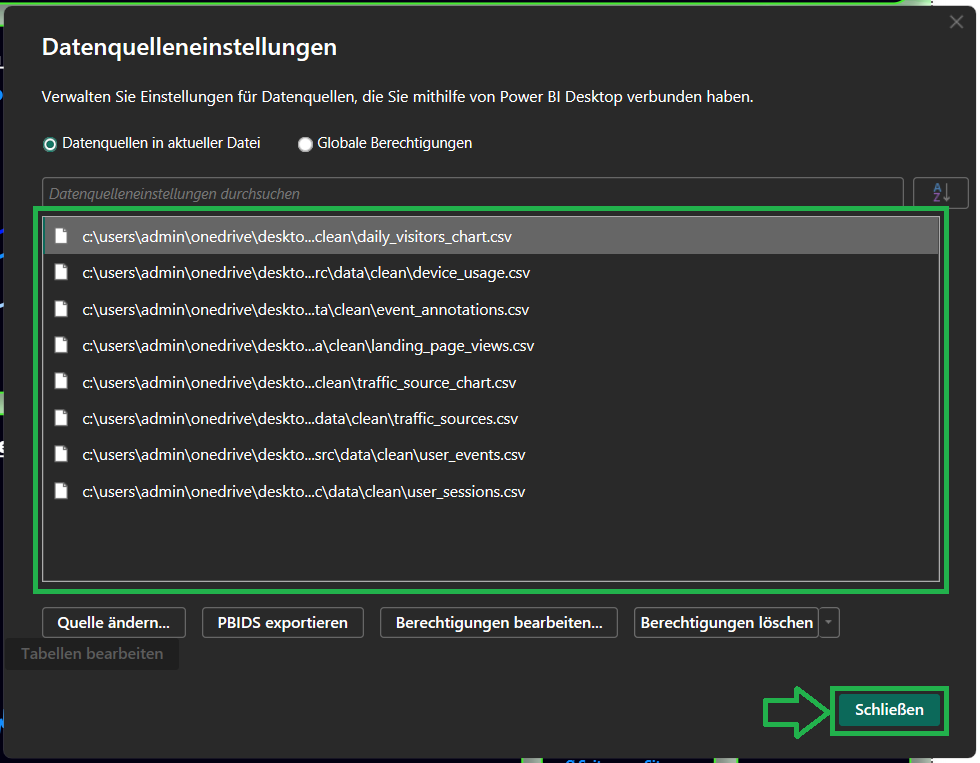 Datenquelleneinstellungen
Verwalten Sie Einstellungen für Datenquellen, die Sie mithilfe von Power BI Desktop verbunden haben.
Datenquellen in aktueller Datei Globale Berechtigungen
Datenquelleneinstellungen durchsuchen
c:\users\admin\onedrive\deskto...clean\daily_visitors_chart.csv
c:\users\admin\onedrive\deskto...rc\data\clean\device_usage.csv
c:\users\admin\onedrive\deskto...ta\clean\event_annotations.csv
c:\users\admin\onedrive\deskto...a\clean\landing_page_views.csv
c:\users\admin\onedrive\deskto...clean\traffic_source_chart.csv
c:\users\admin\onedrive\deskto...data\clean\traffic_sources.csv
c:\users\admin\onedrive\deskto...src\data\clean\user_events.csv
c:\users\admin\onedrive\deskto...c\data\clean\user_sessions.csv
Quelle ändern... PBIDS exportieren Berechtigungen bearbeiten... Berechtigungen löschen
Tabellen bearbeiten
Schließen